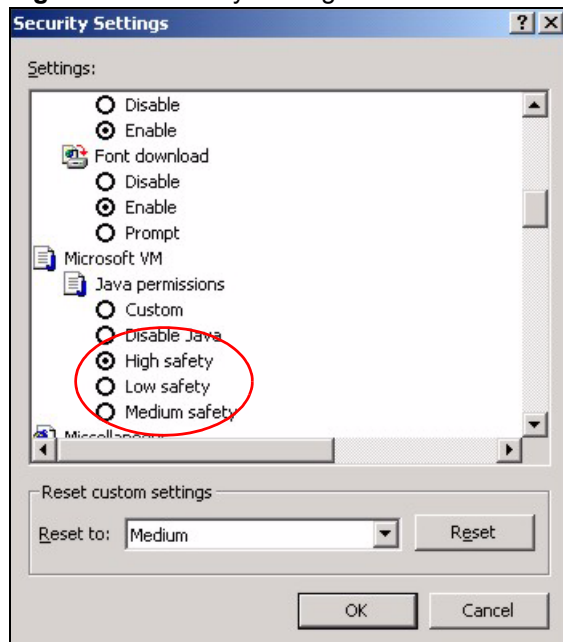 Security Settings
Settings:
Disable
Enable
Font download
Disable
Enable
Prompt
Microsoft VM
Java permissions
Custom
Disable Java
High safety
Low safety
Medium safety
Miscellaneous
Reset custom settings
Reset to: Medium Reset
OK Cancel